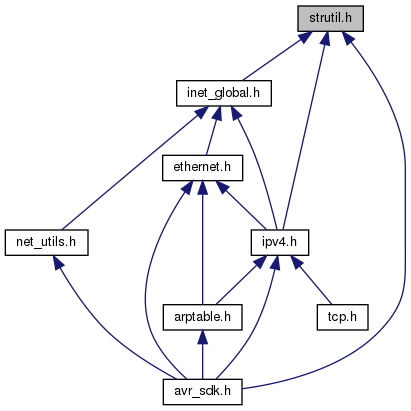 strutil.h
inet_global.h
ethernet.h
net_utils.h
ipv4.h
arptable.h
tcp.h
avr_sdk.h